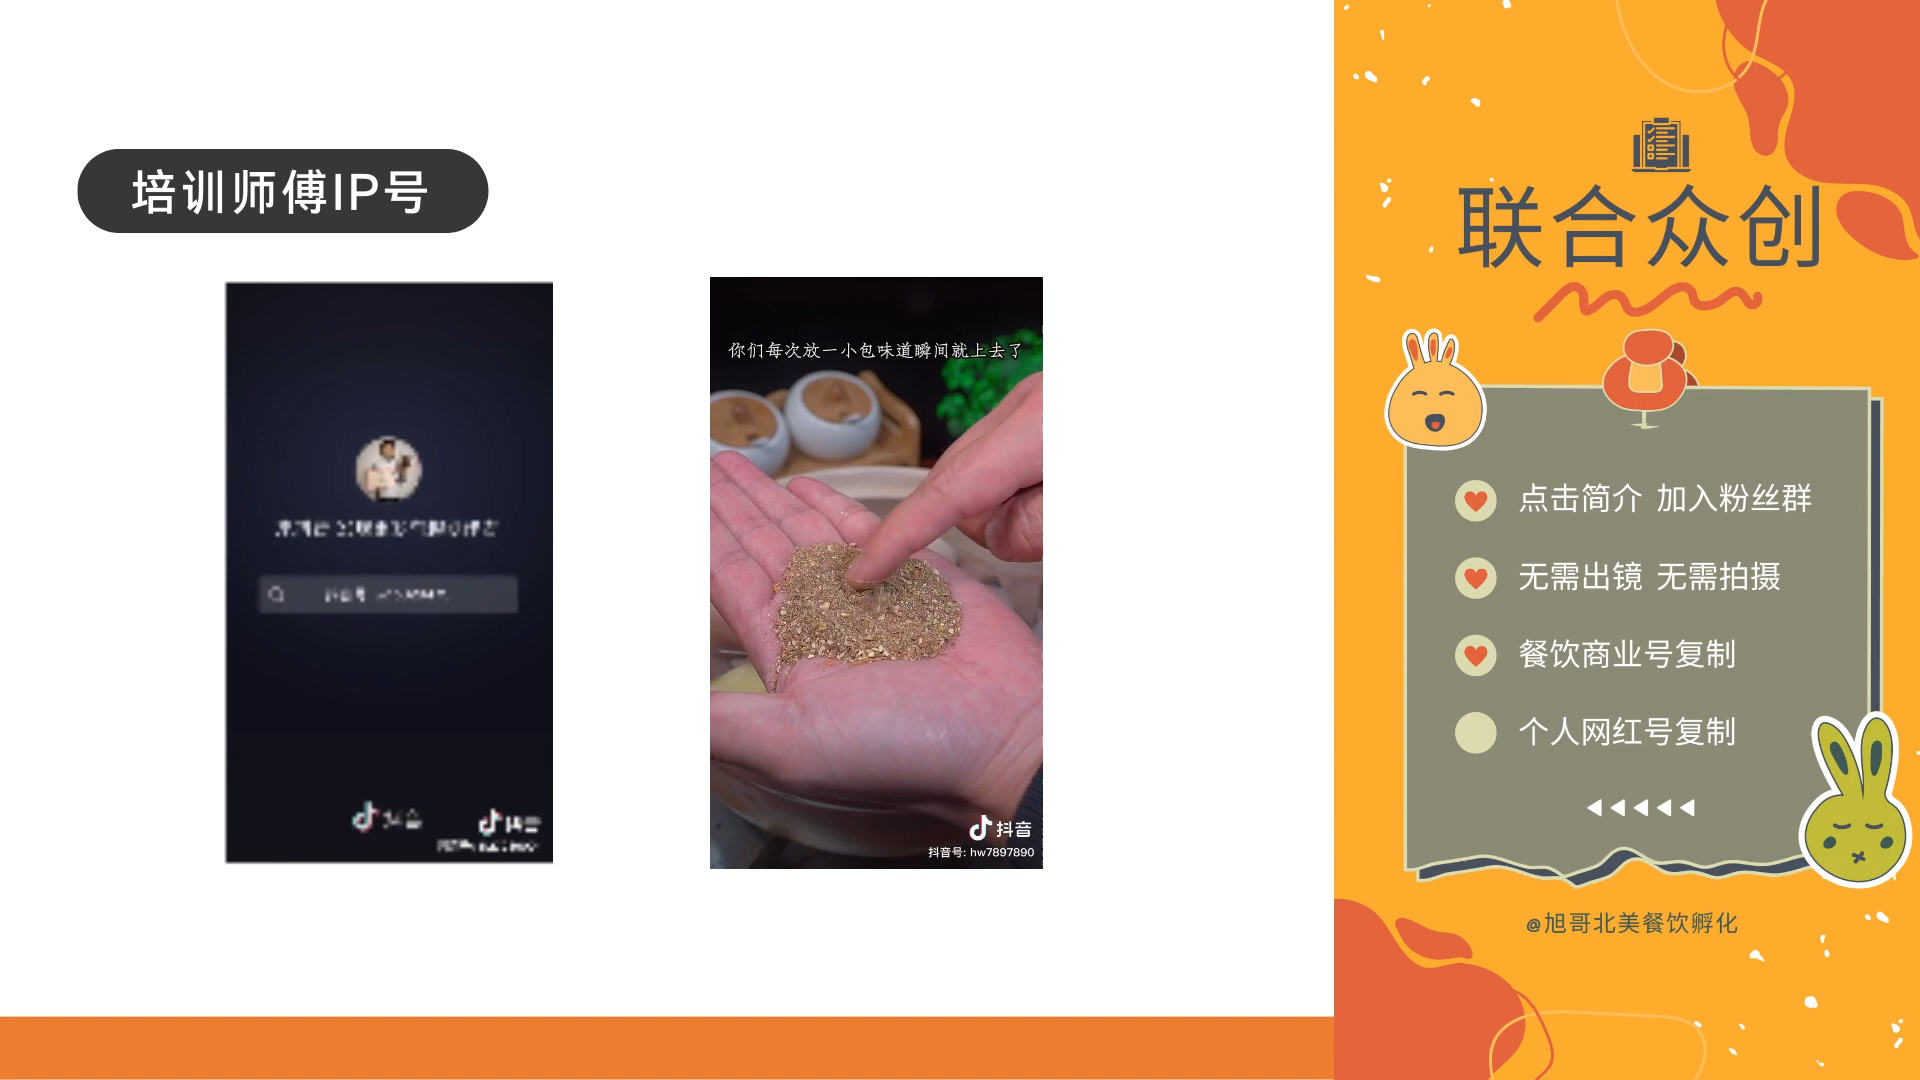 培训师傅IP号
你们每次放一小包味道瞬间就上去了
抖音
抖音号: hw7897890
联合众创
点击简介 加入粉丝群
无需出镜 无需拍摄
餐饮商业号复制
个人网红号复制
@旭哥北美餐饮孵化